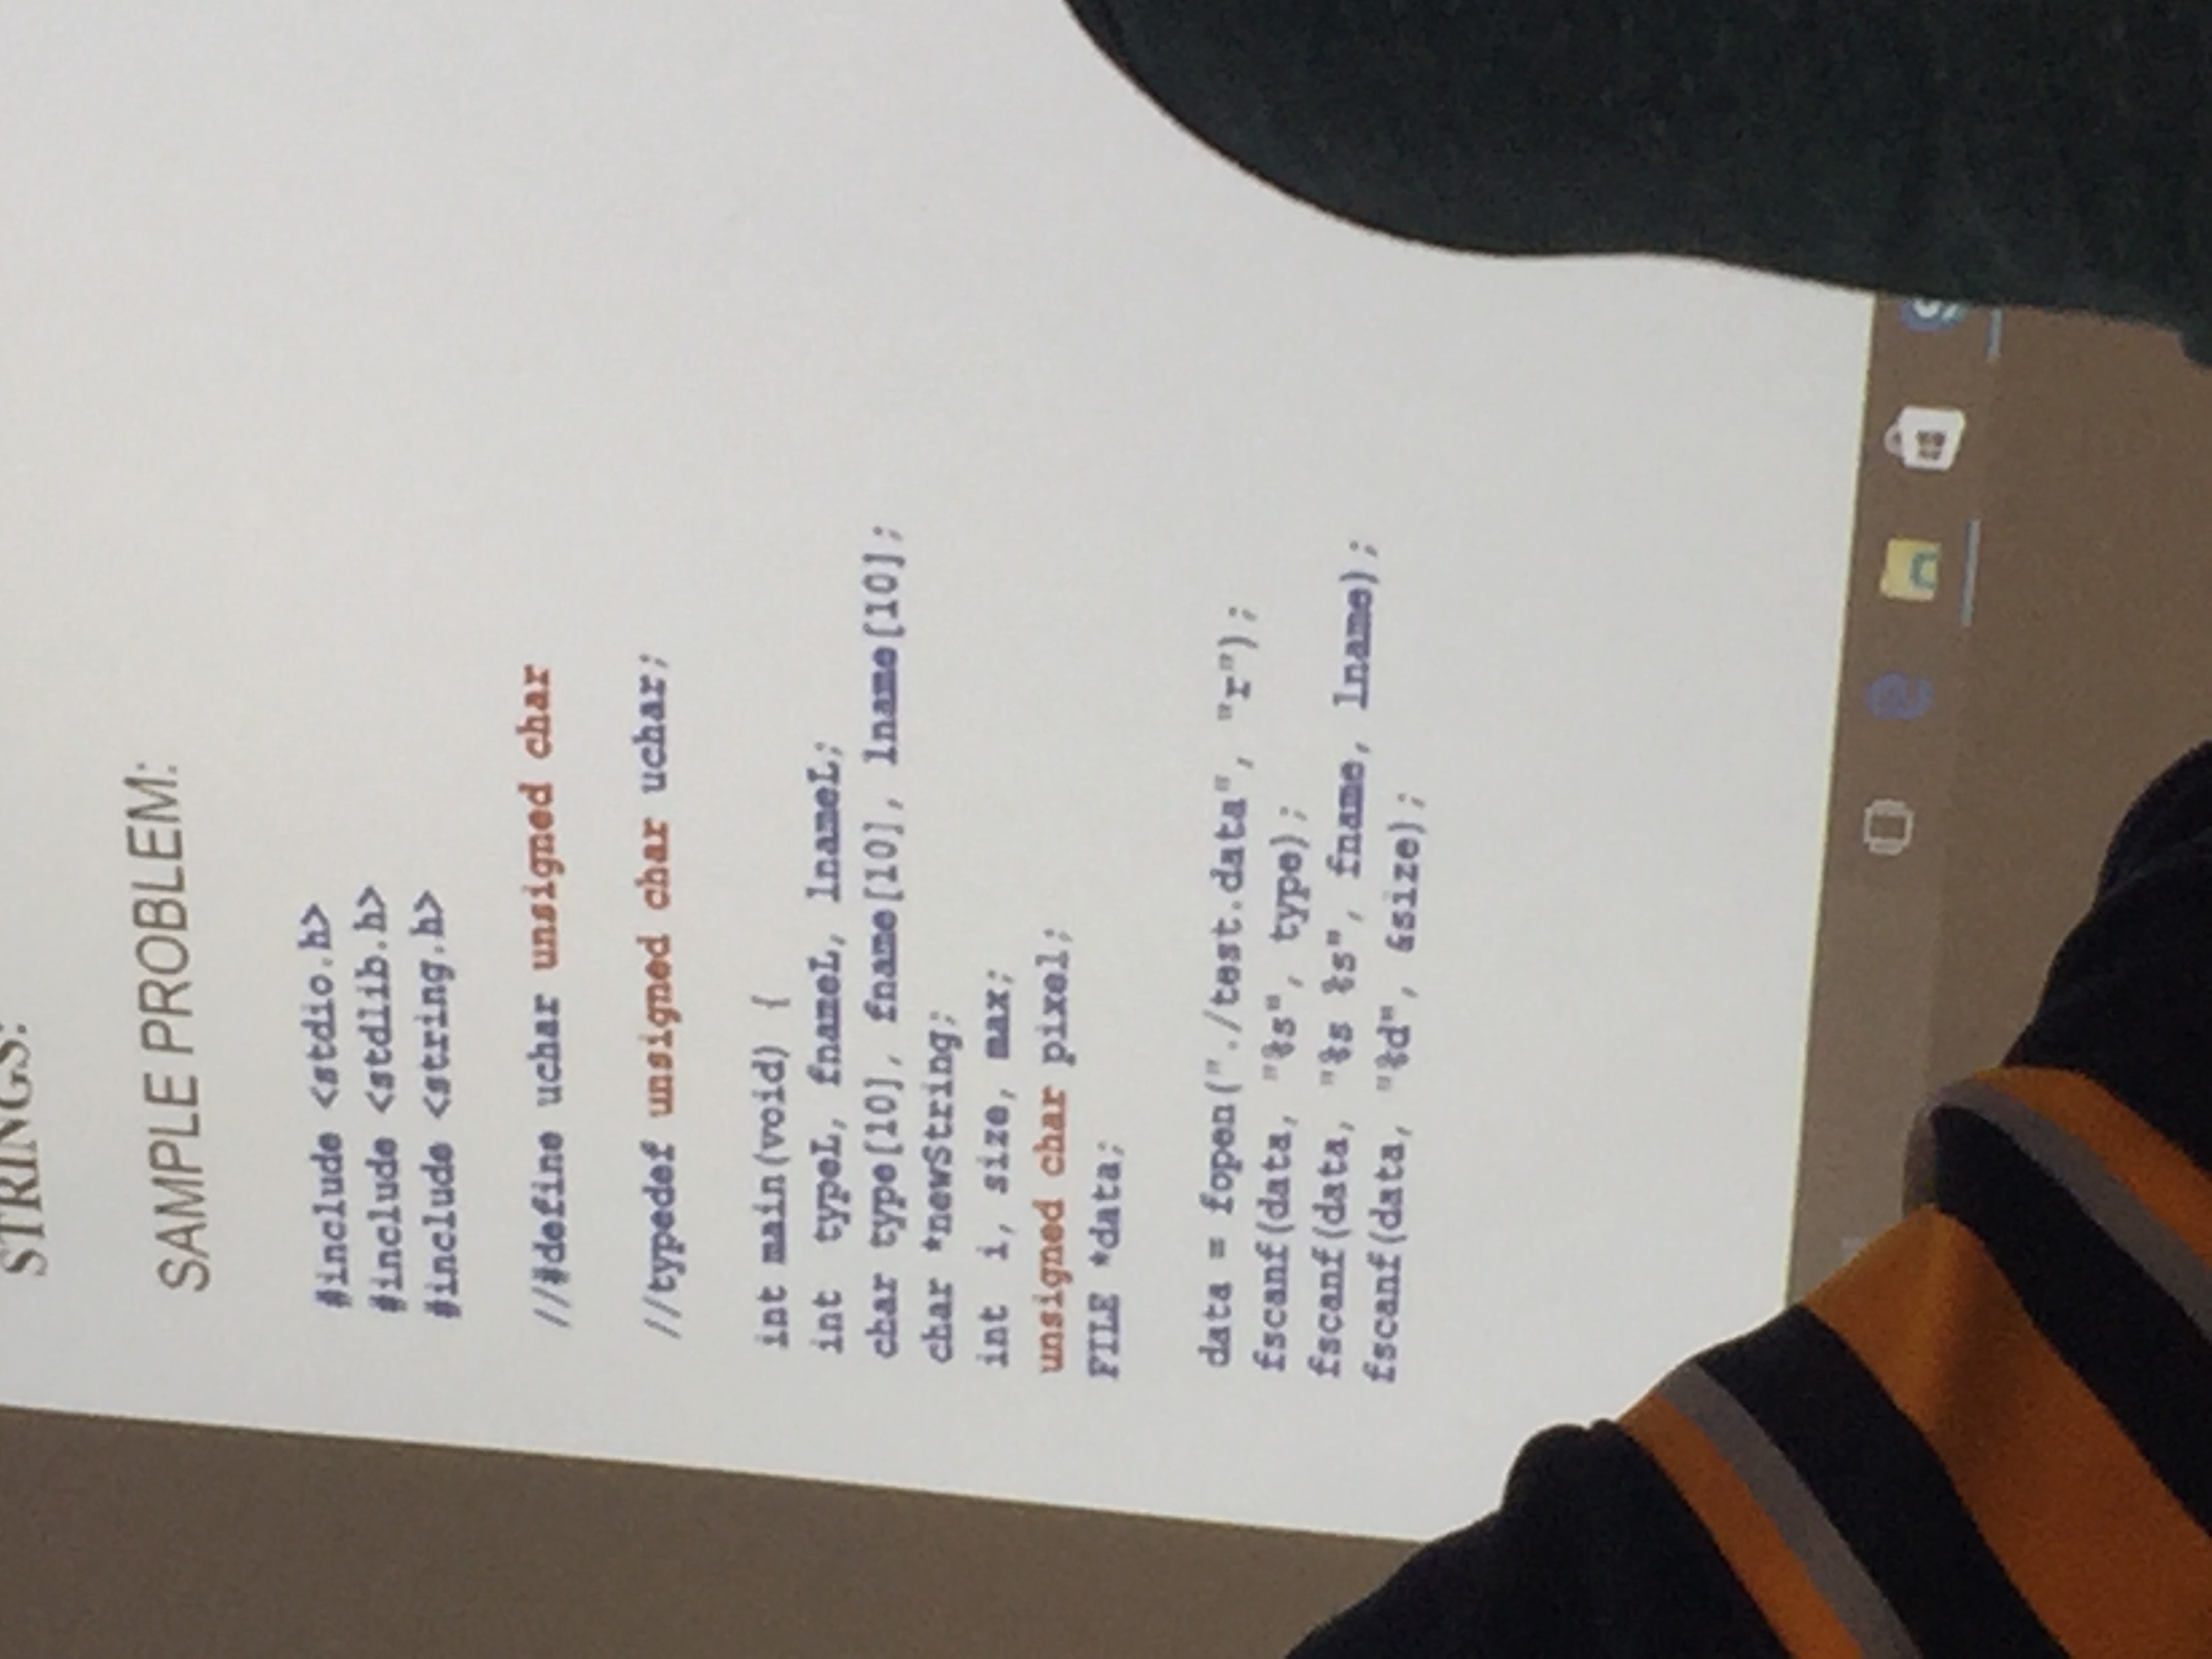 STRINGS:
SAMPLE PROBLEM:
#include <stdio.h>
#include <stdlib.h>
#include <string.h>
//#define uchar unsigned char
//typedef unsigned char uchar;
int main(void) {
int typeL, fnameL, lnameL;
char type[10], fname[10], lname[10];
char *newString;
int i, size, max;
unsigned char pixel;
FILE *data;
data = fopen("./test.data", "r");
fscanf(data, "%s", type);
fscanf(data, "%s %s", fname, lname);
fscanf(data, "%d", &size);